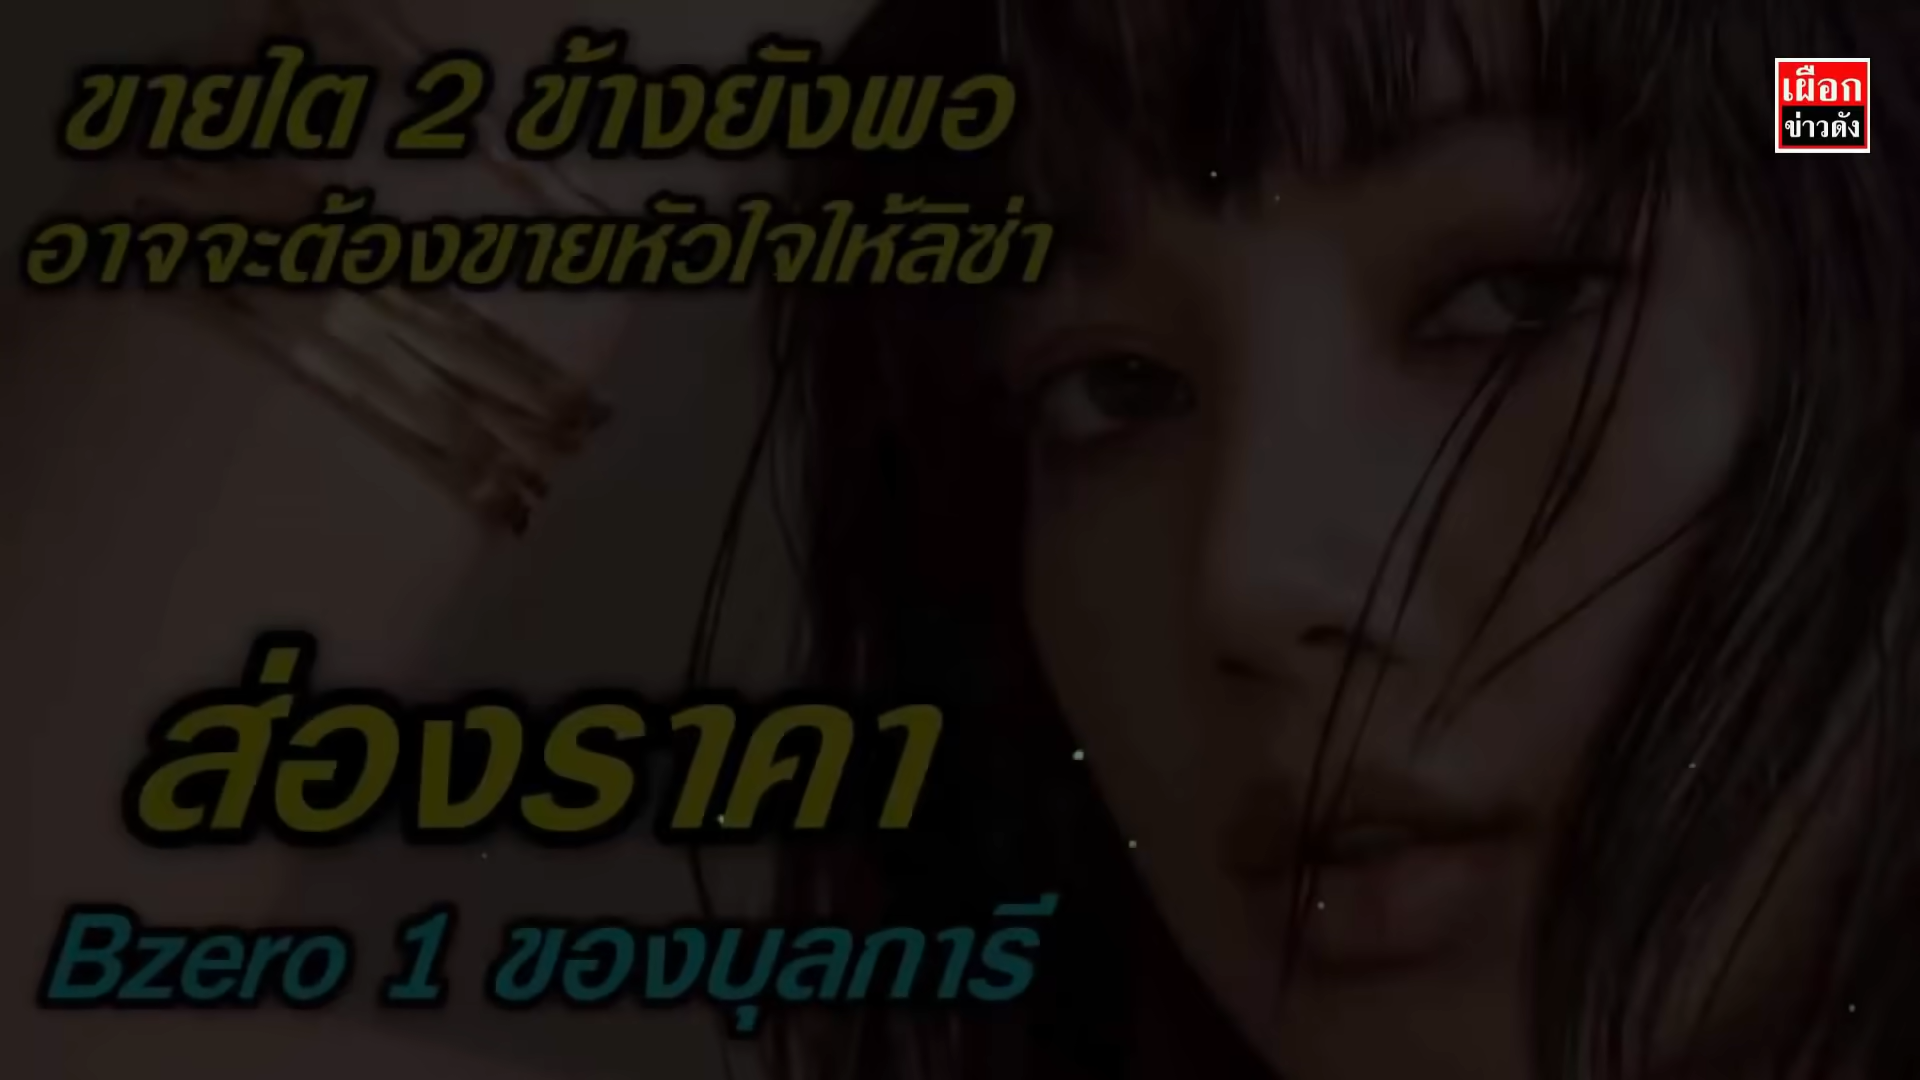 ขายไต 2 ข้างยังพอ
อาจจะต้องขายหัวใจให้ลิซ่า
เผือก
ข่าวดัง
ส่องราคา
Bzero 1 ของบุลการี